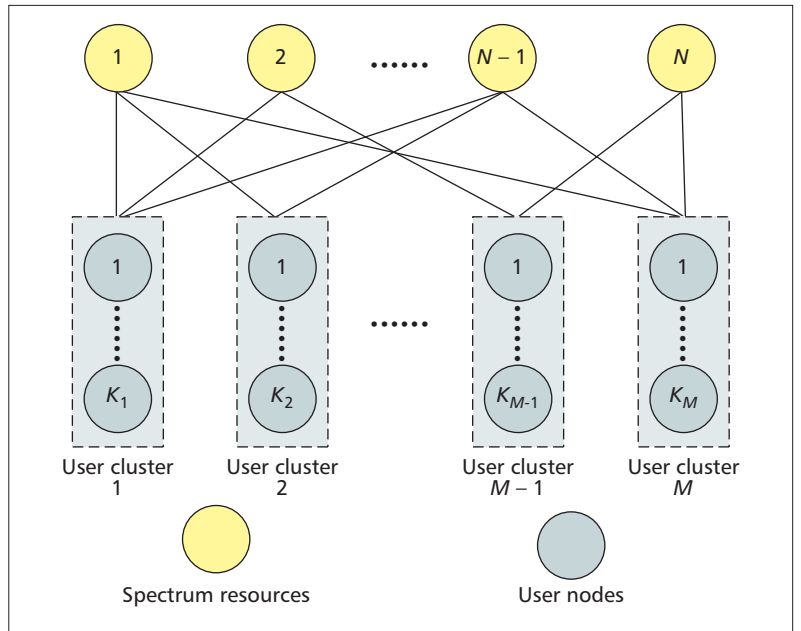 1 2 ...... N – 1 N
1 1 1 1
......
K1 K2 KM-1 KM
User cluster 1
User cluster 2
User cluster M – 1
User cluster M
Spectrum resources
User nodes